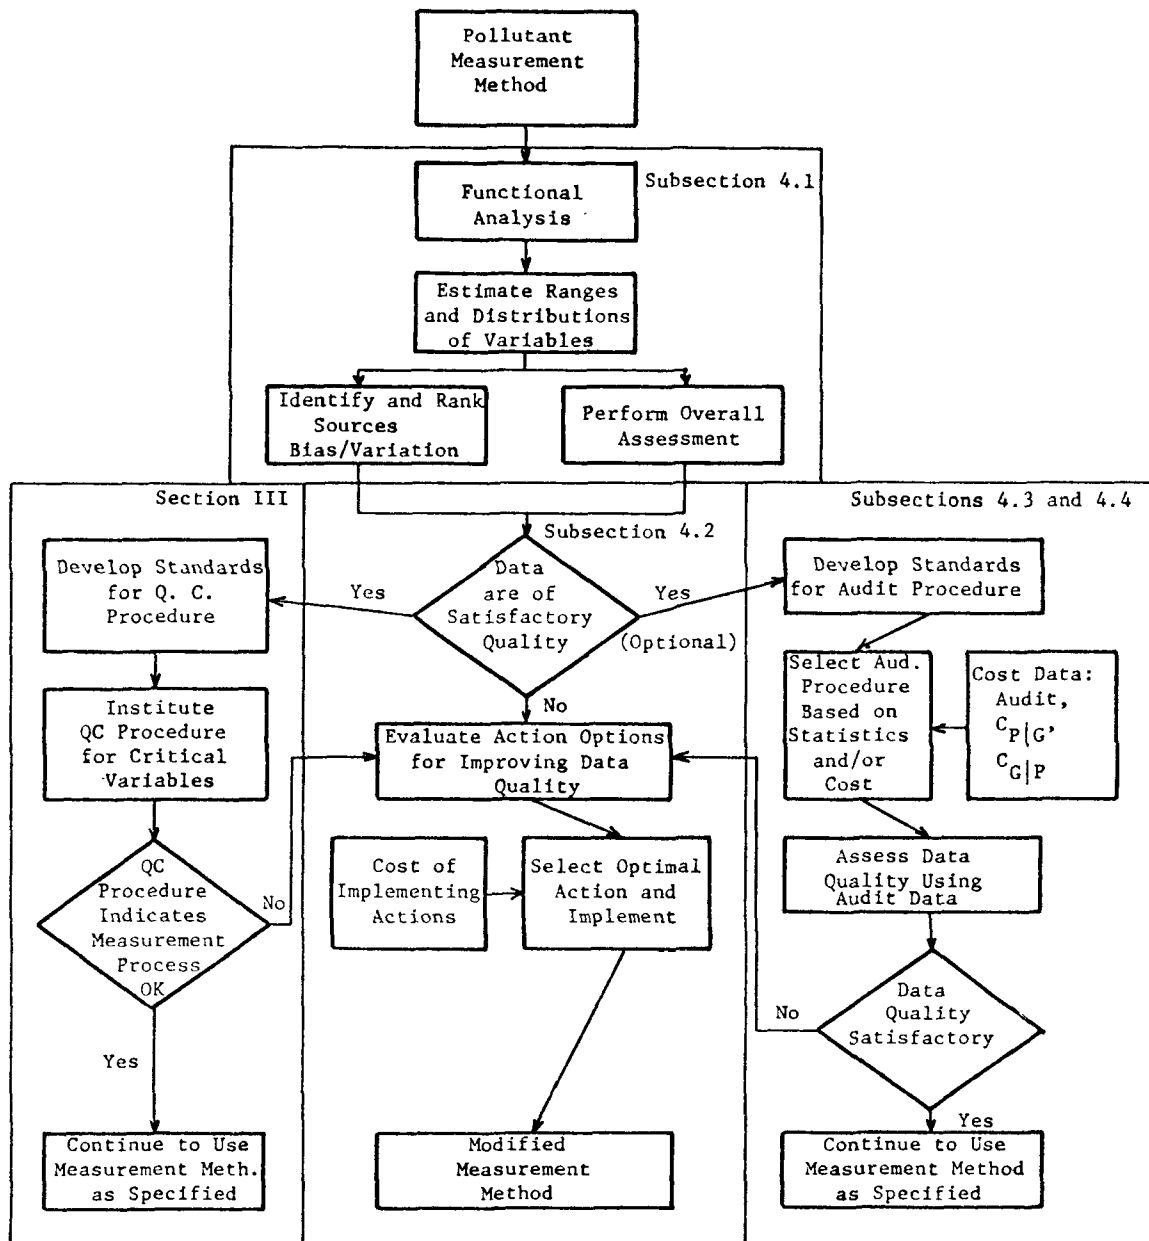 Pollutant
Measurement
Method
Subsection 4.1
Functional
Analysis
Estimate Ranges
and Distributions
of Variables
Identify and Rank
Sources
Bias/Variation
Perform Overall
Assessment
Section III
Subsection 4.2
Subsections 4.3 and 4.4
Develop Standards
for Q. C.
Procedure
Yes
Data
are of
Satisfactory
Quality
Yes
(Optional)
Develop Standards
for Audit Procedure
Institute
QC Procedure
for Critical
Variables
No
Evaluate Action Options
for Improving Data
Quality
Select Aud.
Procedure
Based on
Statistics
and/or
Cost
Cost Data:
Audit,
C P|G,
C G|P
QC
Procedure
Indicates
Measurement
Process
OK
No
Cost of
Implementing
Actions
Select Optimal
Action and
Implement
Assess Data
Quality Using
Audit Data
No
Data
Quality
Satisfactory
Yes
Yes
Continue to Use
Measurement Meth.
as Specified
Modified
Measurement
Method
Continue to Use
Measurement Method
as Specified